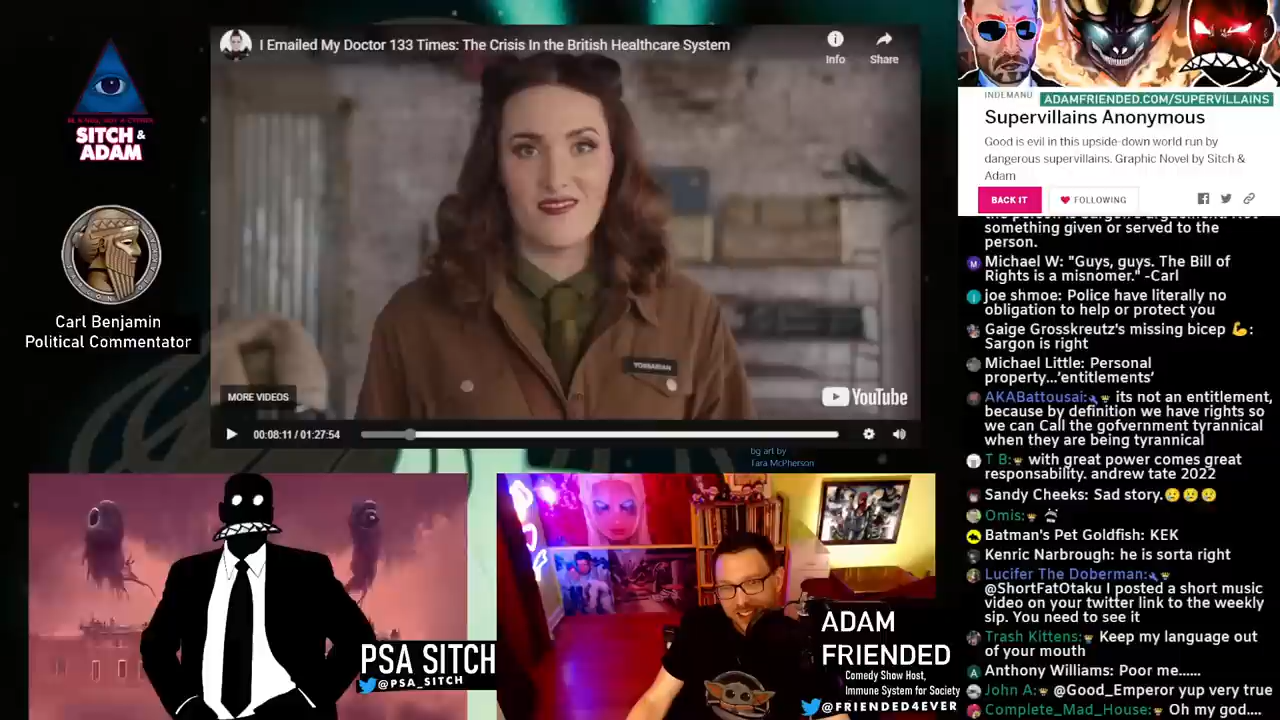 I Emailed My Doctor 133 Times: The Crisis In the British Healthcare System
Info
Share
SITCH &
ADAM
Carl Benjamin
Political Commentator
YOSSARIAN
MORE VIDEOS
YouTube
00:08:11 / 01:27:54
bg art by
Tara McPherson
PSA SITCH
@PSA_SITCH
ADAM
FRIENDED
Comedy Show Host,
Immune System for Society
@FRIENDED4EVER
INDEMAND
ADAMFRIENDED.COM/SUPERVILLAINS
Supervillains Anonymous
Good is evil in this upside-down world run by
dangerous supervillains. Graphic Novel by Sitch &
Adam
BACK IT
FOLLOWING
something given or served to the
person.
Michael W: "Guys, guys. The Bill of
Rights is a misnomer." -Carl
joe shmoe: Police have literally no
obligation to help or protect you
Gaige Grosskreutz's missing bicep 💪:
Sargon is right
Michael Little: Personal
property...'entitlements'
AKABattousai: its not an entitlement,
because by definition we have rights so
we can Call the gofvernment tyrannical
when they are being tyrannical
T B: with great power comes great
responsability. andrew tate 2022
Sandy Cheeks: Sad story.😢😢😢
Omis:
Batman's Pet Goldfish: KEK
Kenric Narbrough: he is sorta right
Lucifer The Doberman:
@ShortFatOtaku I posted a short music
video on your twitter link to the weekly
sip. You need to see it
Trash Kittens: Keep my language out
of your mouth
Anthony Williams: Poor me......
John A: @Good_Emperor yup very true
Complete_Mad_House: Oh my god....